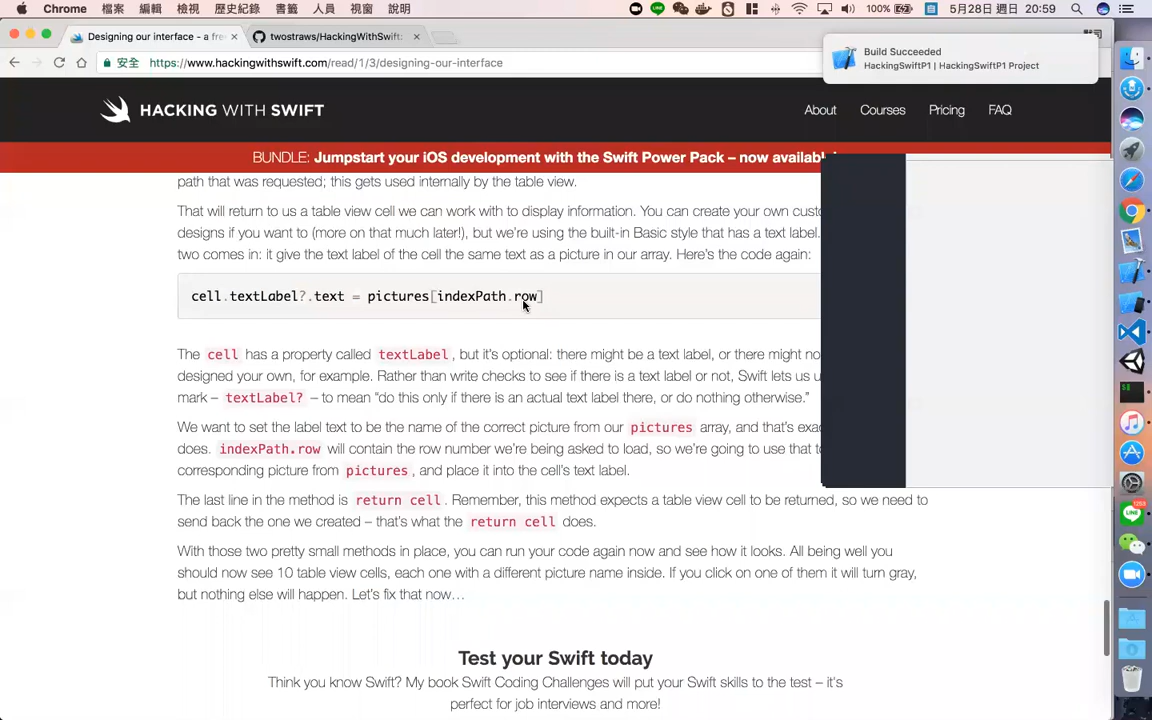 Chrome 檔案 編輯 檢視 歷史紀錄 書籤 人員 視窗 說明 100% 5月28日 週日 20:59
Designing our interface - a fre × twostraws/HackingWithSwift: ×
安全 https://www.hackingwithswift.com/read/1/3/designing-our-interface
Build Succeeded
HackingSwiftP1 | HackingSwiftP1 Project
HACKING WITH SWIFT About Courses Pricing FAQ
BUNDLE: Jumpstart your iOS development with the Swift Power Pack – now available!
path that was requested; this gets used internally by the table view.
That will return to us a table view cell we can work with to display information. You can create your own custo
designs if you want to (more on that much later!), but we're using the built-in Basic style that has a text label.
two comes in: it give the text label of the cell the same text as a picture in our array. Here's the code again:
cell.textLabel?.text = pictures[indexPath.row]
The cell has a property called textLabel, but it's optional: there might be a text label, or there might no
designed your own, for example. Rather than write checks to see if there is a text label or not, Swift lets us u
mark – textLabel? – to mean “do this only if there is an actual text label there, or do nothing otherwise.”
We want to set the label text to be the name of the correct picture from our pictures array, and that's exac
does. indexPath.row will contain the row number we're being asked to load, so we're going to use that to
corresponding picture from pictures, and place it into the cell's text label.
The last line in the method is return cell. Remember, this method expects a table view cell to be returned, so we need to
send back the one we created – that's what the return cell does.
With those two pretty small methods in place, you can run your code again now and see how it looks. All being well you
should now see 10 table view cells, each one with a different picture name inside. If you click on one of them it will turn gray,
but nothing else will happen. Let's fix that now…
Test your Swift today
Think you know Swift? My book Swift Coding Challenges will put your Swift skills to the test – it's
perfect for job interviews and more!